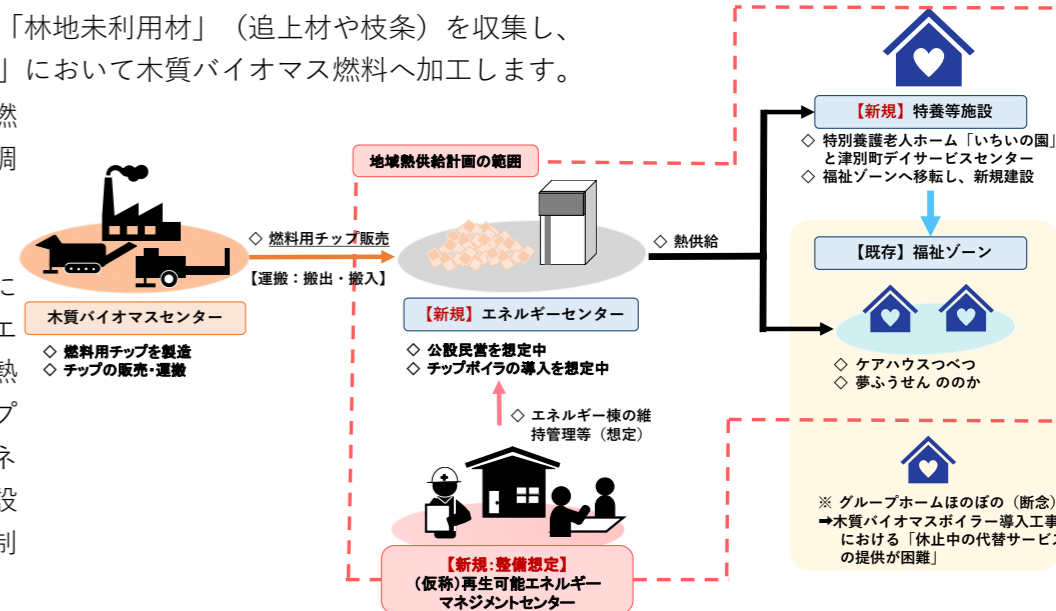 「林地未利用材」（追上材や枝条）を収集し、
」において木質バイオマス燃料へ加工します。
燃
調
に
エ
熱
プ
ネ
設
制
地域熱供給計画の範囲
◇ 燃料用チップ販売
【運搬：搬出・搬入】
木質バイオマスセンター
◇ 燃料用チップを製造
◇ チップの販売・運搬
【新規】エネルギーセンター
◇ 公設民営を想定中
◇ チップボイラの導入を想定中
◇ エネルギー棟の維
持管理等（想定）
【新規：整備想定】
（仮称）再生可能エネルギー
マネジメントセンター
◇ 熱供給
【新規】特養等施設
◇ 特別養護老人ホーム「いちいの園」
と津別町デイサービスセンター
◇ 福祉ゾーンへ移転し、新規建設
【既存】福祉ゾーン
◇ ケアハウスつべつ
◇ 夢ふうせん ののか
※ グループホームほのぼの（断念）
➡木質バイオマスボイラー導入工事
における「休止中の代替サービス
の提供が困難」